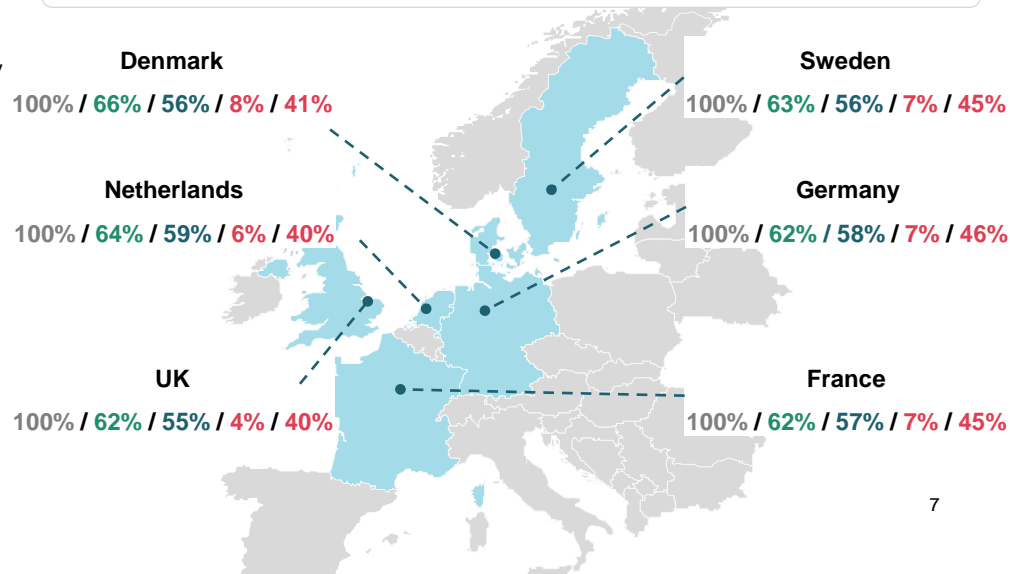 Denmark
100% / 66% / 56% / 8% / 41%
Sweden
100% / 63% / 56% / 7% / 45%
Netherlands
100% / 64% / 59% / 6% / 40%
Germany
100% / 62% / 58% / 7% / 46%
UK
100% / 62% / 55% / 4% / 40%
France
100% / 62% / 57% / 7% / 45%
7